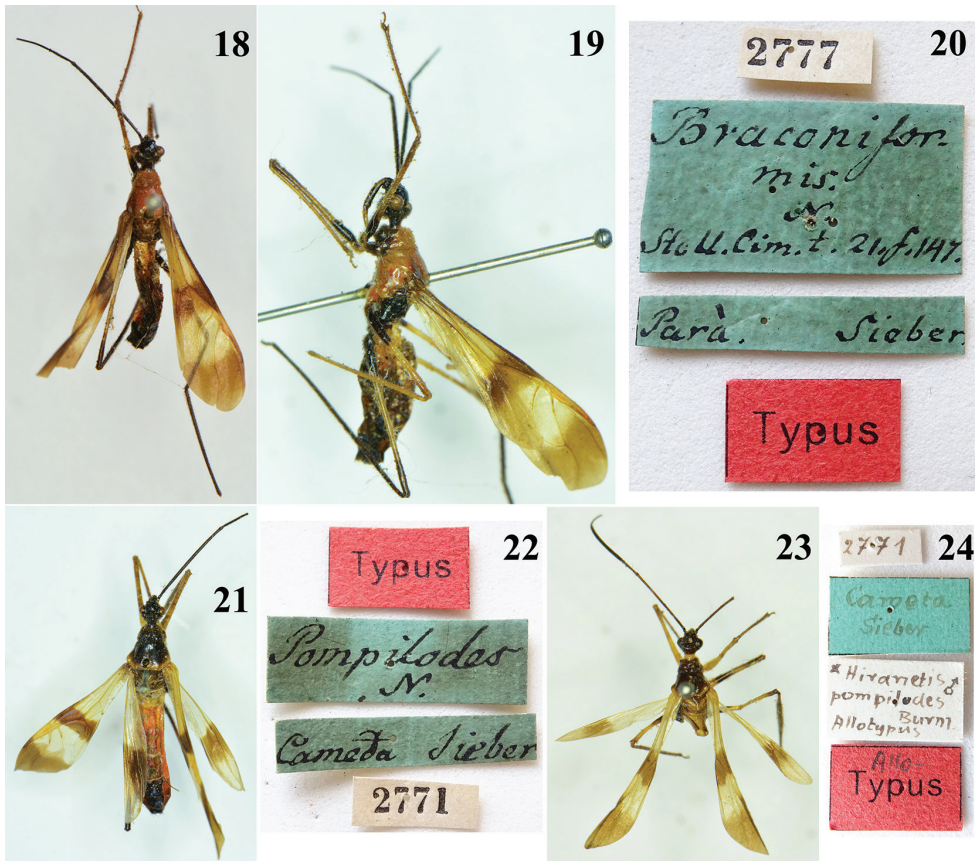 18
19
20
2777
Braconifor-
mis.
N.
Stoll. Cim. t. 21. f. 147.
Parà. Sieber.
Typus
21
22
Typus
Pompilodes
N.
Cameta Sieber
2771
23
24
2771
Cameta
Sieber
* Hiranetis ♂
pompilodes
Burm.
Allotypus
Allo-
Typus